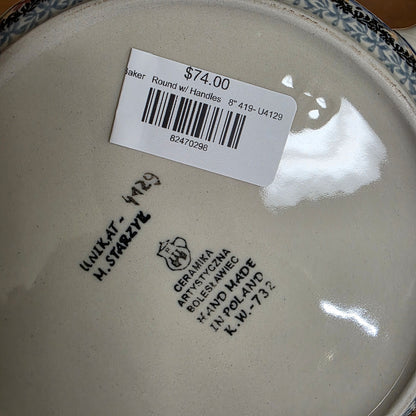 $74.00
Baker Round w/ Handles 8" 419- U4129
82470298
UNIKAT- 4129
M. STARZYK
CERAMIKA
ARTYSTYCZNA
BOLESŁAWIEC
HAND MADE
IN POLAND
K.W.-732